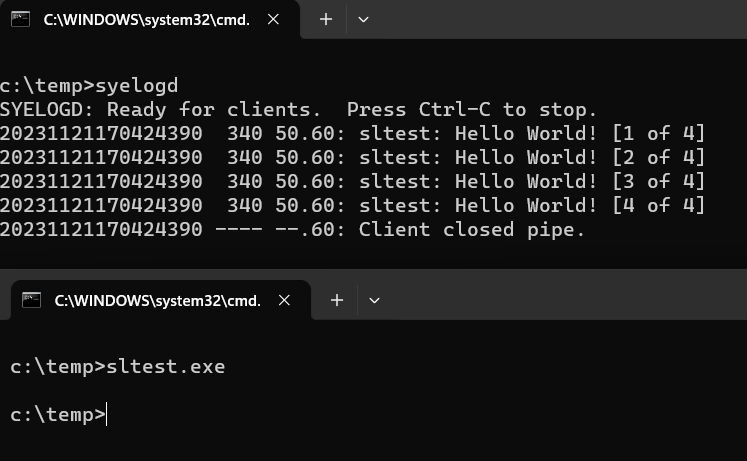 C:\WINDOWS\system32\cmd.
c:\temp>syelogd
SYELOGD: Ready for clients.  Press Ctrl-C to stop.
20231121170424390  340 50.60: sltest: Hello World! [1 of 4]
20231121170424390  340 50.60: sltest: Hello World! [2 of 4]
20231121170424390  340 50.60: sltest: Hello World! [3 of 4]
20231121170424390  340 50.60: sltest: Hello World! [4 of 4]
20231121170424390 ---- --.60: Client closed pipe.
C:\WINDOWS\system32\cmd.
c:\temp>sltest.exe
c:\temp>